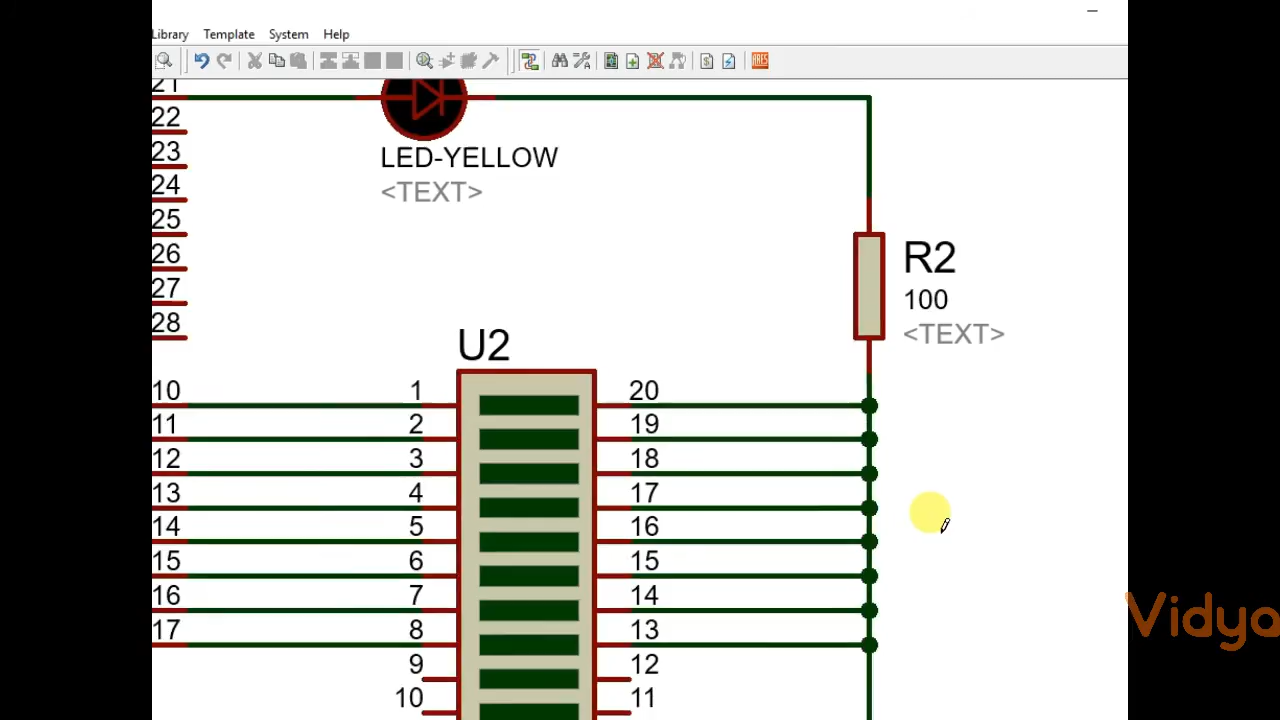 Library Template System Help
ARES
21
22
23
24
25
26
27
28
LED-YELLOW
<TEXT>
R2
100
<TEXT>
U2
10 1 20
11 2 19
12 3 18
13 4 17
14 5 16
15 6 15
16 7 14
17 8 13
9 12
10 11
Vidya